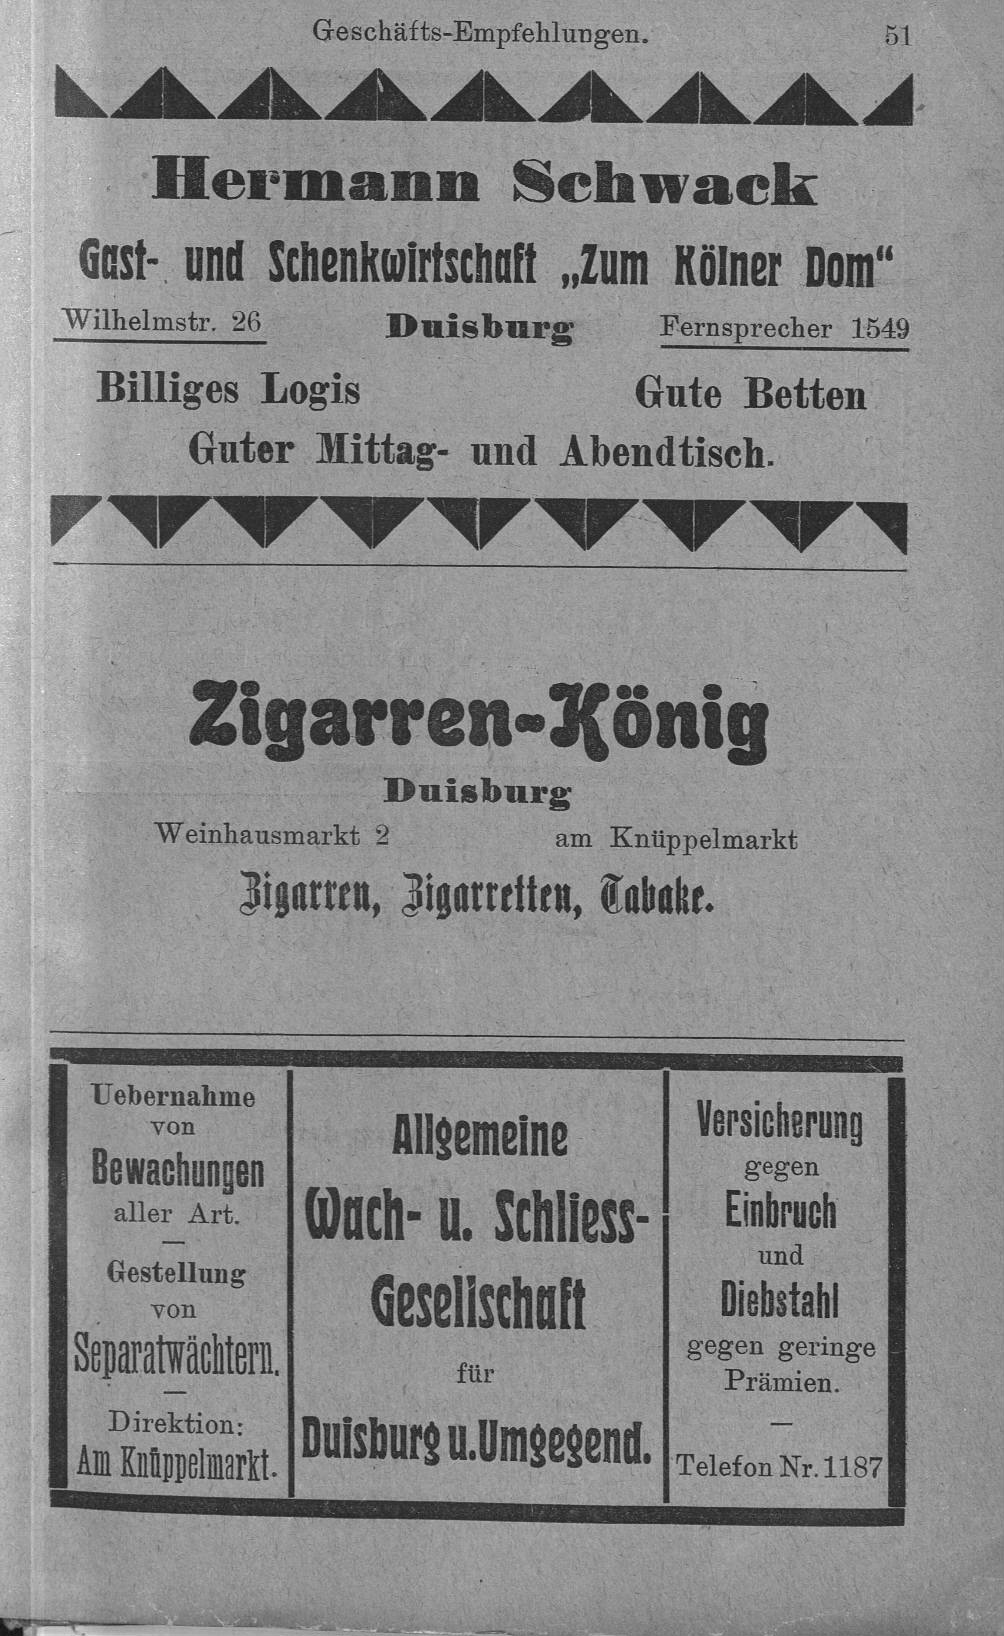 Geschäfts-Empfehlungen. 51
Hermann Schwack
Gast- und Schenkwirtschaft „Zum Kölner Dom“
Wilhelmstr. 26 Duisburg Fernsprecher 1549
Billiges Logis Gute Betten
Guter Mittag- und Abendtisch.
Zigarren-König
Duisburg
Weinhausmarkt 2 am Knüppelmarkt
Zigarren, Zigarretten, Tabake.
Uebernahme
von
Bewachungen
aller Art.
—
Gestellung
von
Separatwächtern.
—
Direktion:
Am Knüppelmarkt.
Allgemeine
Wach- u. Schliess-
Gesellschaft
für
Duisburg u. Umgegend.
Versicherung
gegen
Einbruch
und
Diebstahl
gegen geringe
Prämien.
—
Telefon Nr. 1187